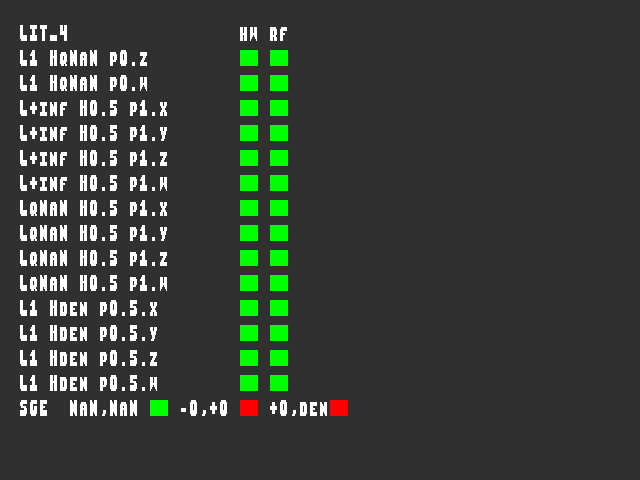 LIT_4 HW RF
L1 HQNAN P0.Z
L1 HQNAN P0.W
L+INF H0.5 P1.X
L+INF H0.5 P1.Y
L+INF H0.5 P1.Z
L+INF H0.5 P1.W
LQNAN H0.5 P1.X
LQNAN H0.5 P1.Y
LQNAN H0.5 P1.Z
LQNAN H0.5 P1.W
L1 HDEN P0.5.X
L1 HDEN P0.5.Y
L1 HDEN P0.5.Z
L1 HDEN P0.5.W
SGE NAN,NAN -0,+0 +0,DEN